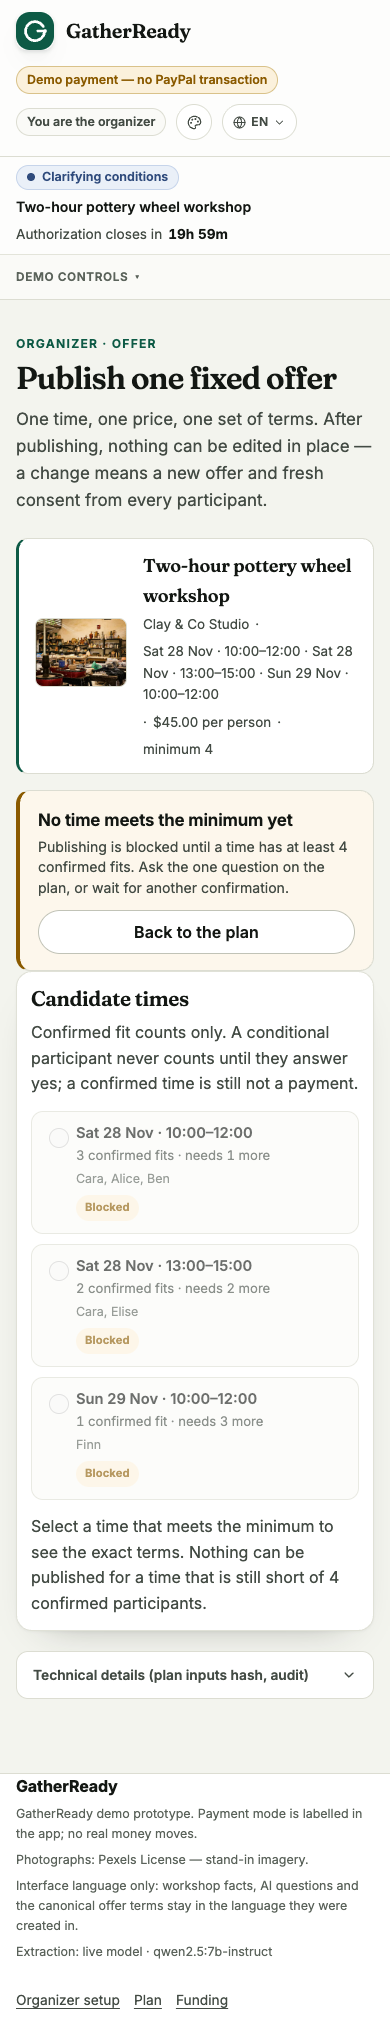 GatherReady
Demo payment — no PayPal transaction
You are the organizer
EN
Clarifying conditions
Two-hour pottery wheel workshop
Authorization closes in 19h 59m
DEMO CONTROLS
ORGANIZER · OFFER
Publish one fixed offer
One time, one price, one set of terms. After
publishing, nothing can be edited in place —
a change means a new offer and fresh
consent from every participant.
Two-hour pottery wheel
workshop
Clay & Co Studio ·
Sat 28 Nov · 10:00–12:00 · Sat 28
Nov · 13:00–15:00 · Sun 29 Nov ·
10:00–12:00
· $45.00 per person ·
minimum 4
No time meets the minimum yet
Publishing is blocked until a time has at least 4
confirmed fits. Ask the one question on the
plan, or wait for another confirmation.
Back to the plan
Candidate times
Confirmed fit counts only. A conditional
participant never counts until they answer
yes; a confirmed time is still not a payment.
Sat 28 Nov · 10:00–12:00
3 confirmed fits · needs 1 more
Cara, Alice, Ben
Blocked
Sat 28 Nov · 13:00–15:00
2 confirmed fits · needs 2 more
Cara, Elise
Blocked
Sun 29 Nov · 10:00–12:00
1 confirmed fit · needs 3 more
Finn
Blocked
Select a time that meets the minimum to
see the exact terms. Nothing can be
published for a time that is still short of 4
confirmed participants.
Technical details (plan inputs hash, audit)
GatherReady
GatherReady demo prototype. Payment mode is labelled in
the app; no real money moves.
Photographs: Pexels License — stand-in imagery.
Interface language only: workshop facts, AI questions and
the canonical offer terms stay in the language they were
created in.
Extraction: live model · qwen2.5:7b-instruct
Organizer setup Plan Funding